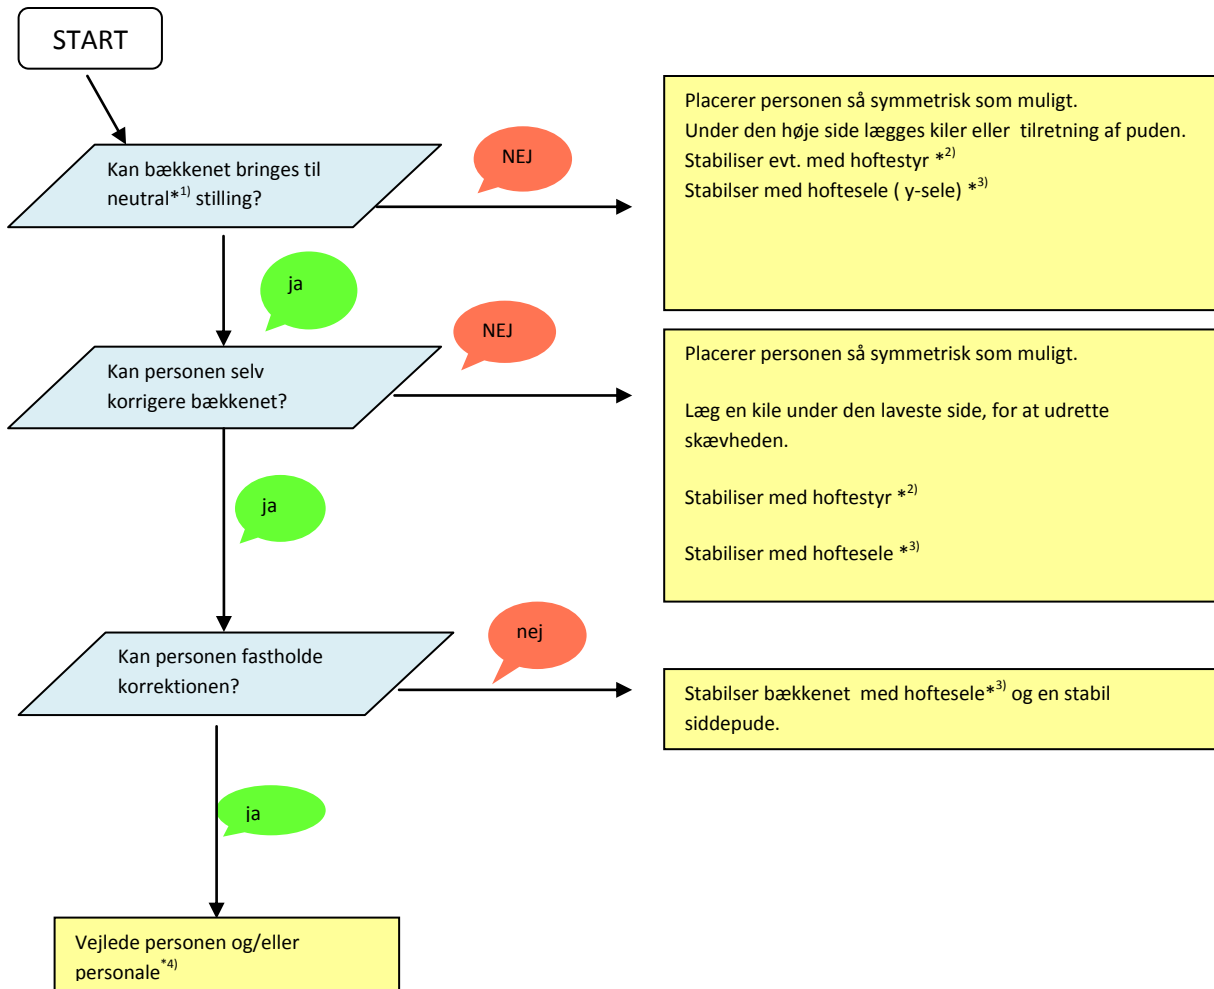 START
Kan bækkenet bringes til
neutral*1) stilling?
NEJ
Placerer personen så symmetrisk som muligt.
Under den høje side lægges kiler eller tilretning af puden.
Stabiliser evt. med hoftestyr *2)
Stabilser med hoftesele ( y-sele) *3)
ja
Kan personen selv
korrigere bækkenet?
NEJ
Placerer personen så symmetrisk som muligt.
Læg en kile under den laveste side, for at udrette
skævheden.
Stabiliser med hoftestyr *2)
Stabiliser med hoftesele *3)
ja
Kan personen fastholde
korrektionen?
nej
Stabilser bækkenet med hoftesele*3) og en stabil
siddepude.
ja
Vejlede personen og/eller
personale*4)